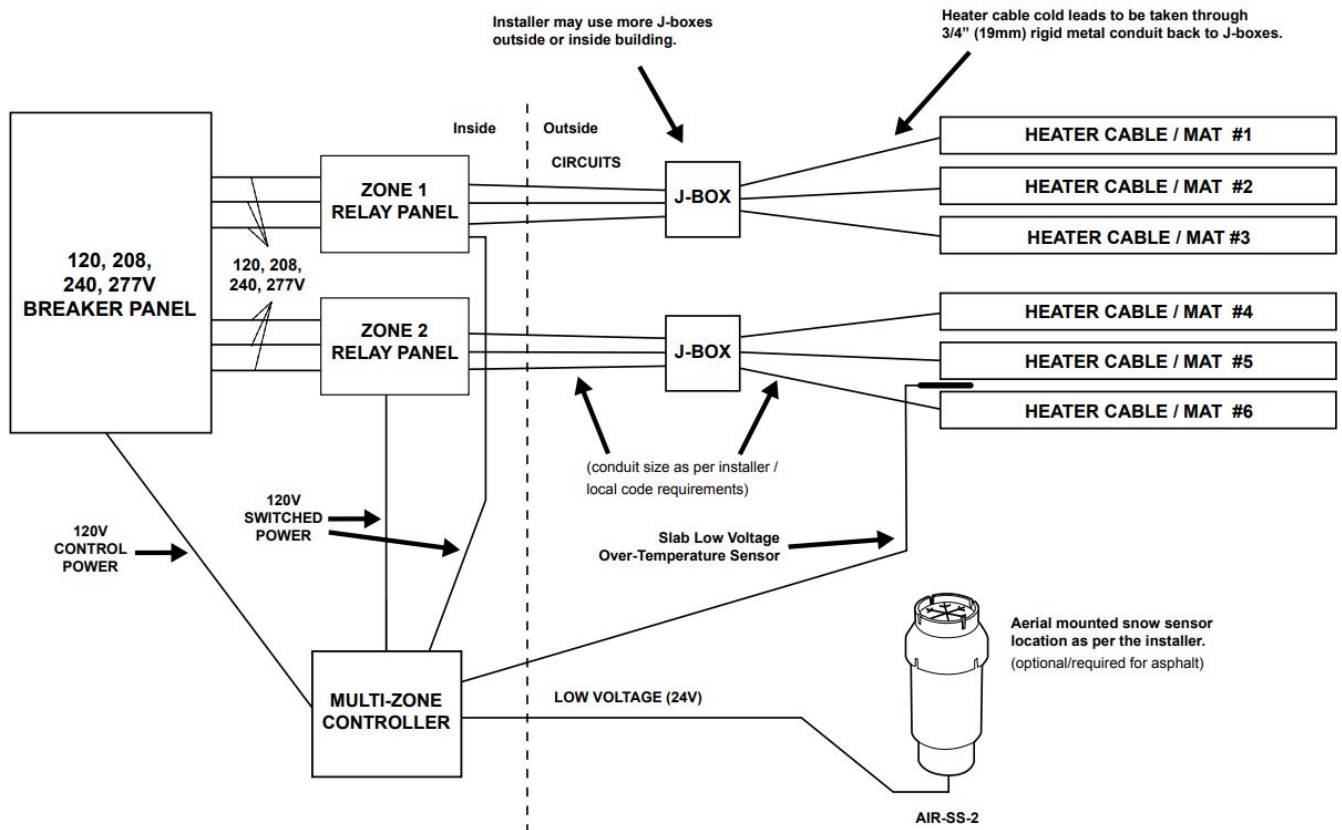 Installer may use more J-boxes
outside or inside building.
Heater cable cold leads to be taken through
3/4” (19mm) rigid metal conduit back to J-boxes.
Inside
Outside
CIRCUITS
120, 208,
240, 277V
BREAKER PANEL
120, 208,
240, 277V
ZONE 1
RELAY PANEL
ZONE 2
RELAY PANEL
J-BOX
J-BOX
HEATER CABLE / MAT #1
HEATER CABLE / MAT #2
HEATER CABLE / MAT #3
HEATER CABLE / MAT #4
HEATER CABLE / MAT #5
HEATER CABLE / MAT #6
(conduit size as per installer /
local code requirements)
120V
CONTROL
POWER
120V
SWITCHED
POWER
Slab Low Voltage
Over-Temperature Sensor
Aerial mounted snow sensor
location as per the installer.
(optional/required for asphalt)
MULTI-ZONE
CONTROLLER
LOW VOLTAGE (24V)
AIR-SS-2